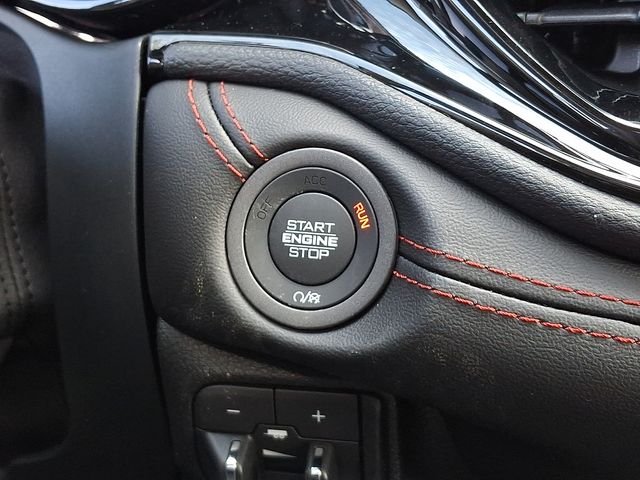 OFF
ACC
RUN
START
ENGINE
STOP
- +